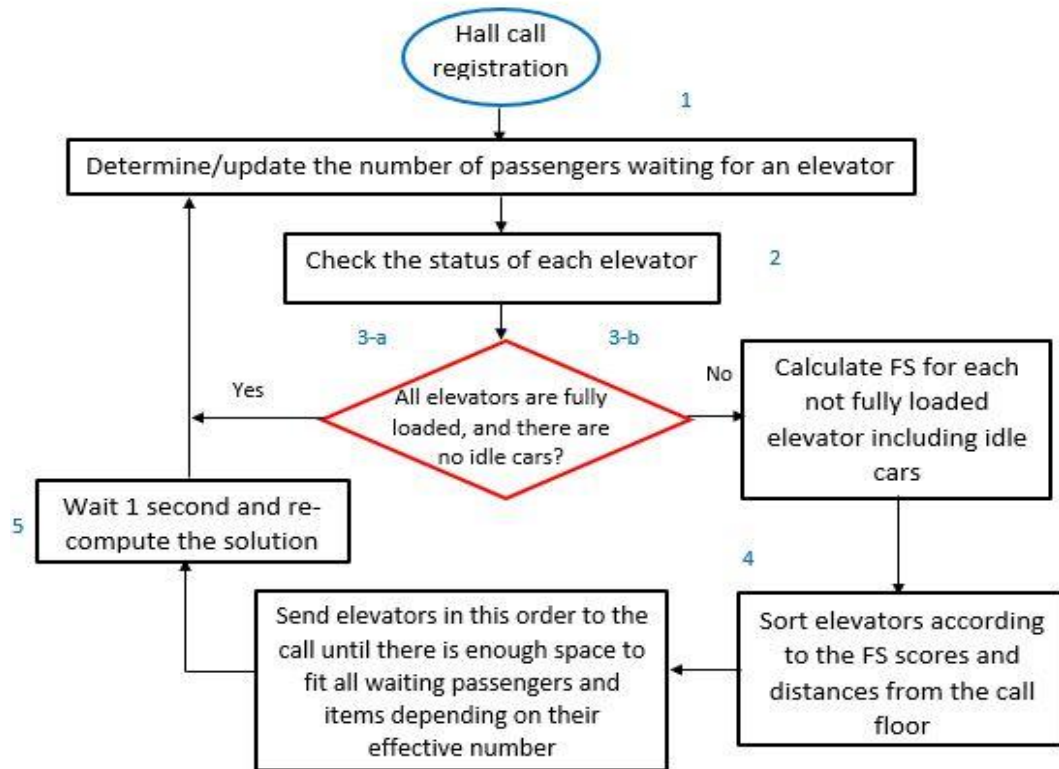 Hall call
registration
1
Determine/update the number of passengers waiting for an elevator
Check the status of each elevator
2
3-a
3-b
Yes
All elevators are fully
loaded, and there are
no idle cars?
No
Calculate FS for each
not fully loaded
elevator including idle
cars
5
Wait 1 second and re-
compute the solution
4
Send elevators in this order to the
call until there is enough space to
fit all waiting passengers and
items depending on their
effective number
Sort elevators according
to the FS scores and
distances from the call
floor